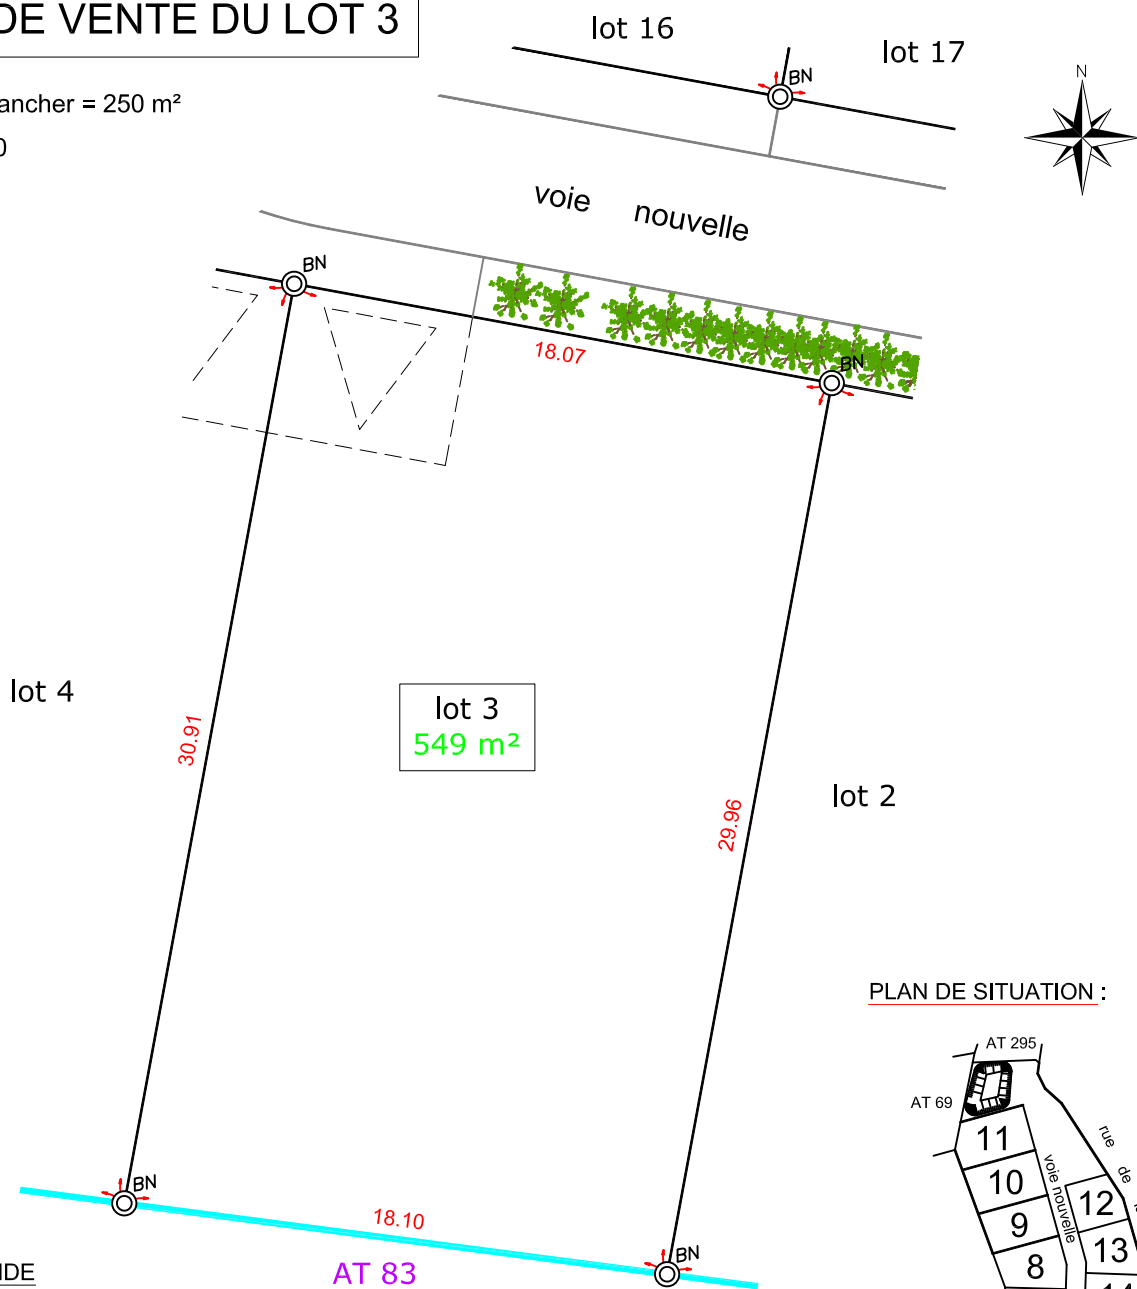 DE VENTE DU LOT 3
lot 16
lot 17
BN
N
ancher = 250 m²
0
voie nouvelle
BN
18.07
BN
lot 4
lot 3
549 m²
30.91
29.96
lot 2
PLAN DE SITUATION :
AT 295
AT 69
11
rue
de
10
voie nouvelle
12
9
13
8
BN
18.10
BN
AT 83
IDE